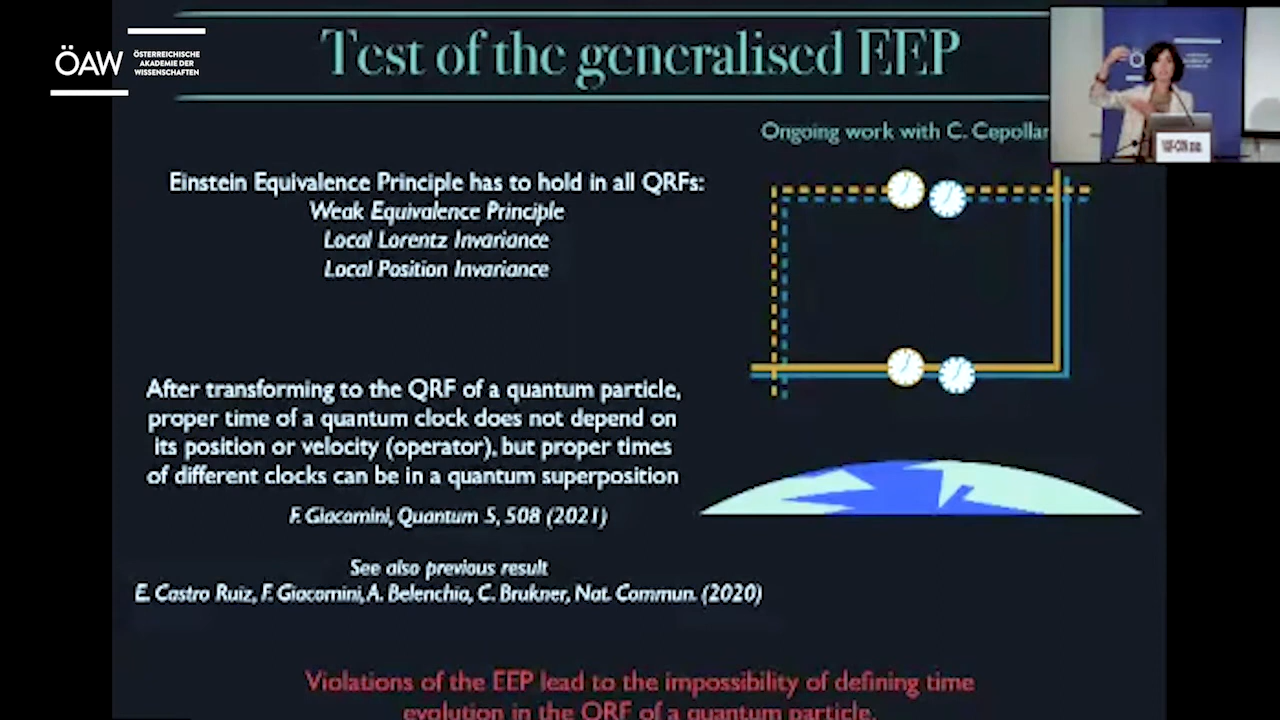 ÖAW
ÖSTERREICHISCHE
AKADEMIE DER
WISSENSCHAFTEN
Test of the generalised EEP
Ongoing work with C. Cepollar
Einstein Equivalence Principle has to hold in all QRFs:
Weak Equivalence Principle
Local Lorentz Invariance
Local Position Invariance
After transforming to the QRF of a quantum particle,
proper time of a quantum clock does not depend on
its position or velocity (operator), but proper times
of different clocks can be in a quantum superposition
F. Giacomini, Quantum 5, 508 (2021)
See also previous result
E. Castro Ruiz, F. Giacomini, A. Belenchia, C. Brukner, Nat. Commun. (2020)
Violations of the EEP lead to the impossibility of defining time
evolution in the QRF of a quantum particle.